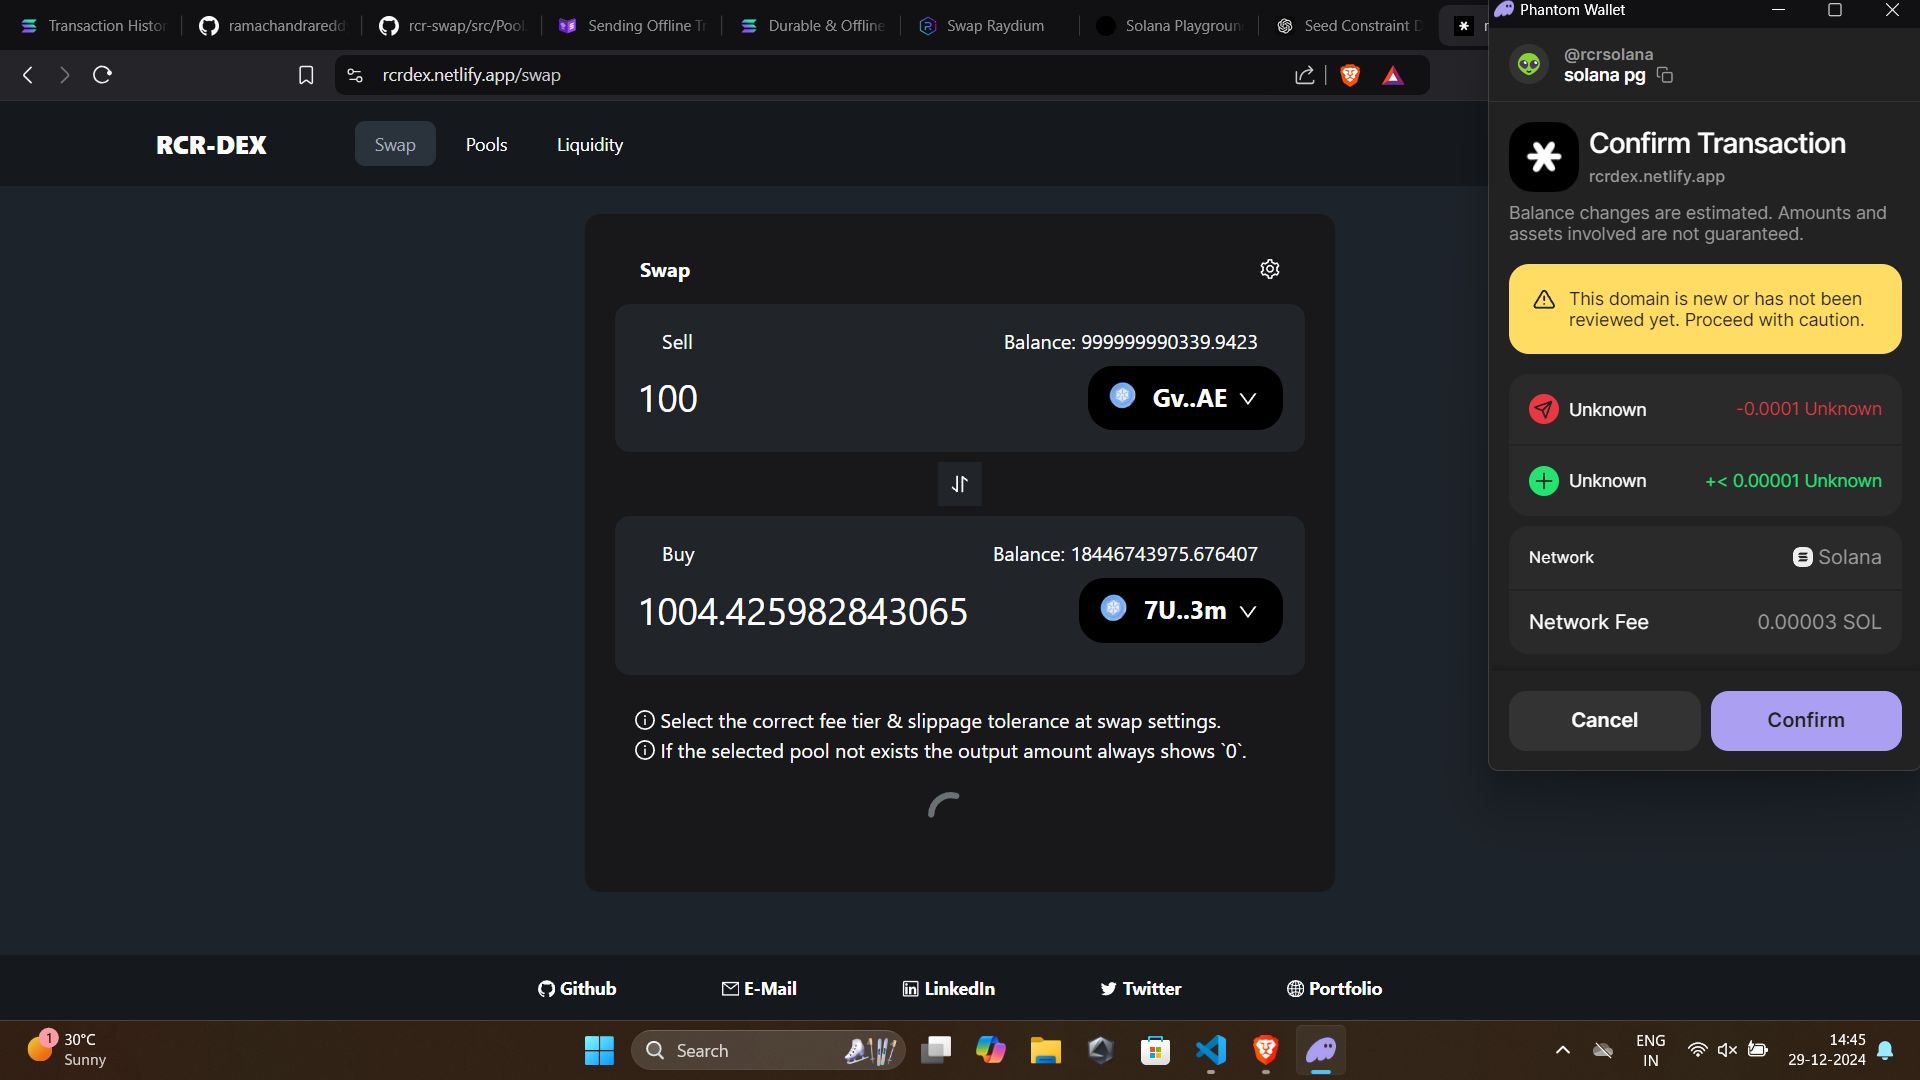 Transaction Histor
ramachandraredd
rcr-swap/src/Pool.
Sending Offline Tr
Durable & Offline
Swap Raydium
Solana Playgroun
Seed Constraint D
rcrdex.netlify.app/swap
RCR-DEX
Swap
Pools
Liquidity
Swap
Sell
Balance: 999999990339.9423
100
Gv..AE
Buy
Balance: 18446743975.676407
1004.425982843065
7U..3m
Select the correct fee tier & slippage tolerance at swap settings.
If the selected pool not exists the output amount always shows `0`.
Github
E-Mail
LinkedIn
Twitter
Portfolio
Phantom Wallet
@rcrsolana
solana pg
Confirm Transaction
rcrdex.netlify.app
Balance changes are estimated. Amounts and
assets involved are not guaranteed.
This domain is new or has not been
reviewed yet. Proceed with caution.
Unknown
-0.0001 Unknown
Unknown
+< 0.00001 Unknown
Network
Solana
Network Fee
0.00003 SOL
Cancel
Confirm
1
30°C
Sunny
Search
ENG
IN
14:45
29-12-2024